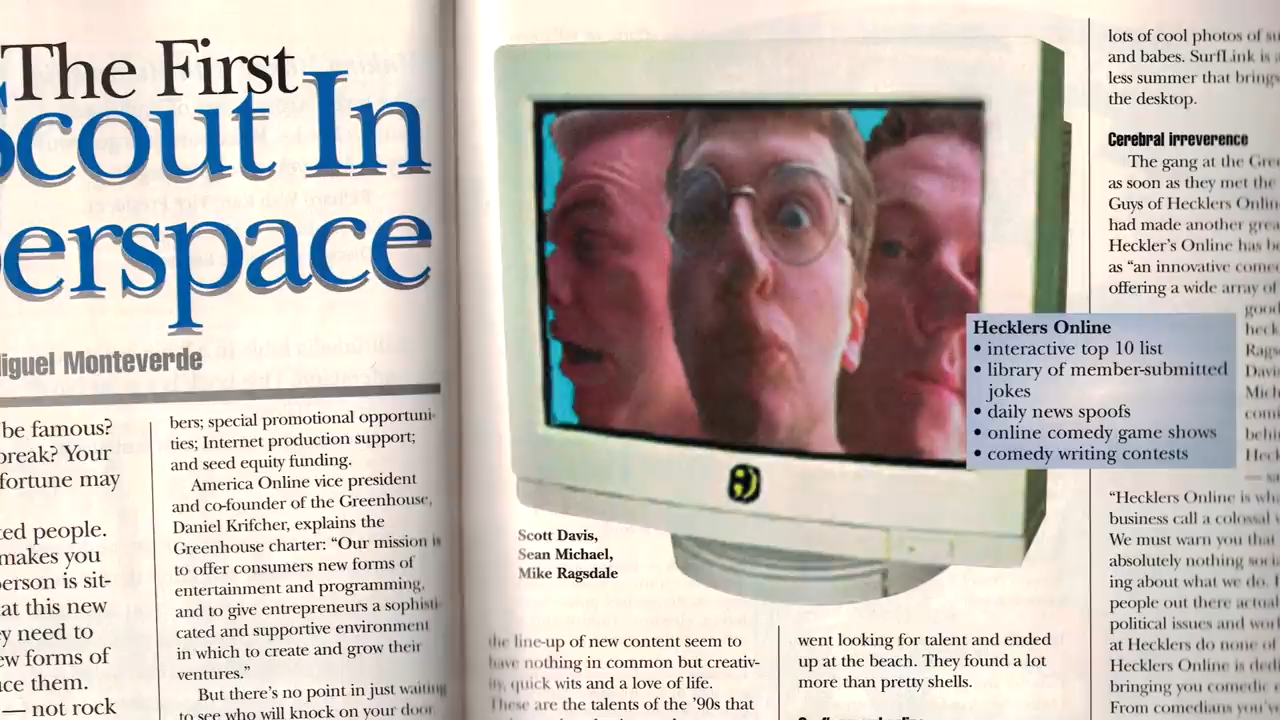 The First
Scout In
erspace
Miguel Monteverde
be famous?
break? Your
fortune may
ted people.
makes you
person is sit-
at this new
ey need to
ew forms of
uce them.
— not rock
bers; special promotional opportuni-
ties; Internet production support;
and seed equity funding.
America Online vice president
and co-founder of the Greenhouse,
Daniel Krifcher, explains the
Greenhouse charter: “Our mission is
to offer consumers new forms of
entertainment and programming,
and to give entrepreneurs a sophisti-
cated and supportive environment
in which to create and grow their
ventures.”
But there’s no point in just waiting
to see who will knock on your door
Scott Davis,
Sean Michael,
Mike Ragsdale
the line-up of new content seem to
have nothing in common but creativ-
ity, quick wits and a love of life.
These are the talents of the '90s that
went looking for talent and ended
up at the beach. They found a lot
more than pretty shells.
Hecklers Online
• interactive top 10 list
• library of member-submitted
jokes
• daily news spoofs
• online comedy game shows
• comedy writing contests
lots of cool photos of
and babes. SurfLink is
less summer that brings
the desktop.
Cerebral irreverence
The gang at the
as soon as they met the
Guys of Hecklers Online
had made another
Heckler’s Online has
as “an innovative
offering a wide array of
“Hecklers Online is
business call a colossal
We must warn you that
absolutely nothing
ing about what we do.
people out there
political issues and
at Hecklers do none of
Hecklers Online is
bringing you comedic
From comedians you’v